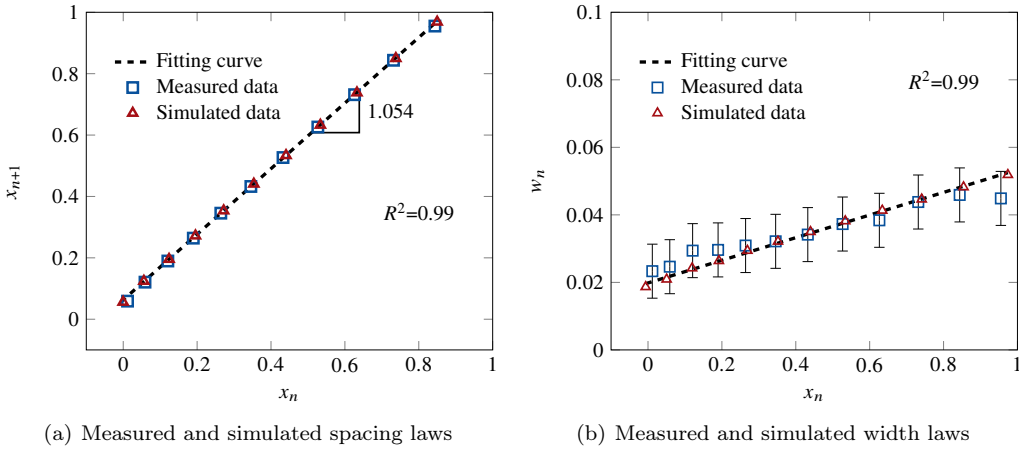 1
0.8
0.6
0.4
0.2
0
x_{n+1}
Fitting curve
Measured data
Simulated data
1.054
R²=0.99
0
0.2
0.4
0.6
0.8
1
x_n
(a) Measured and simulated spacing laws
0.1
0.08
0.06
0.04
0.02
0
w_n
Fitting curve
Measured data
Simulated data
R²=0.99
0
0.2
0.4
0.6
0.8
1
x_n
(b) Measured and simulated width laws